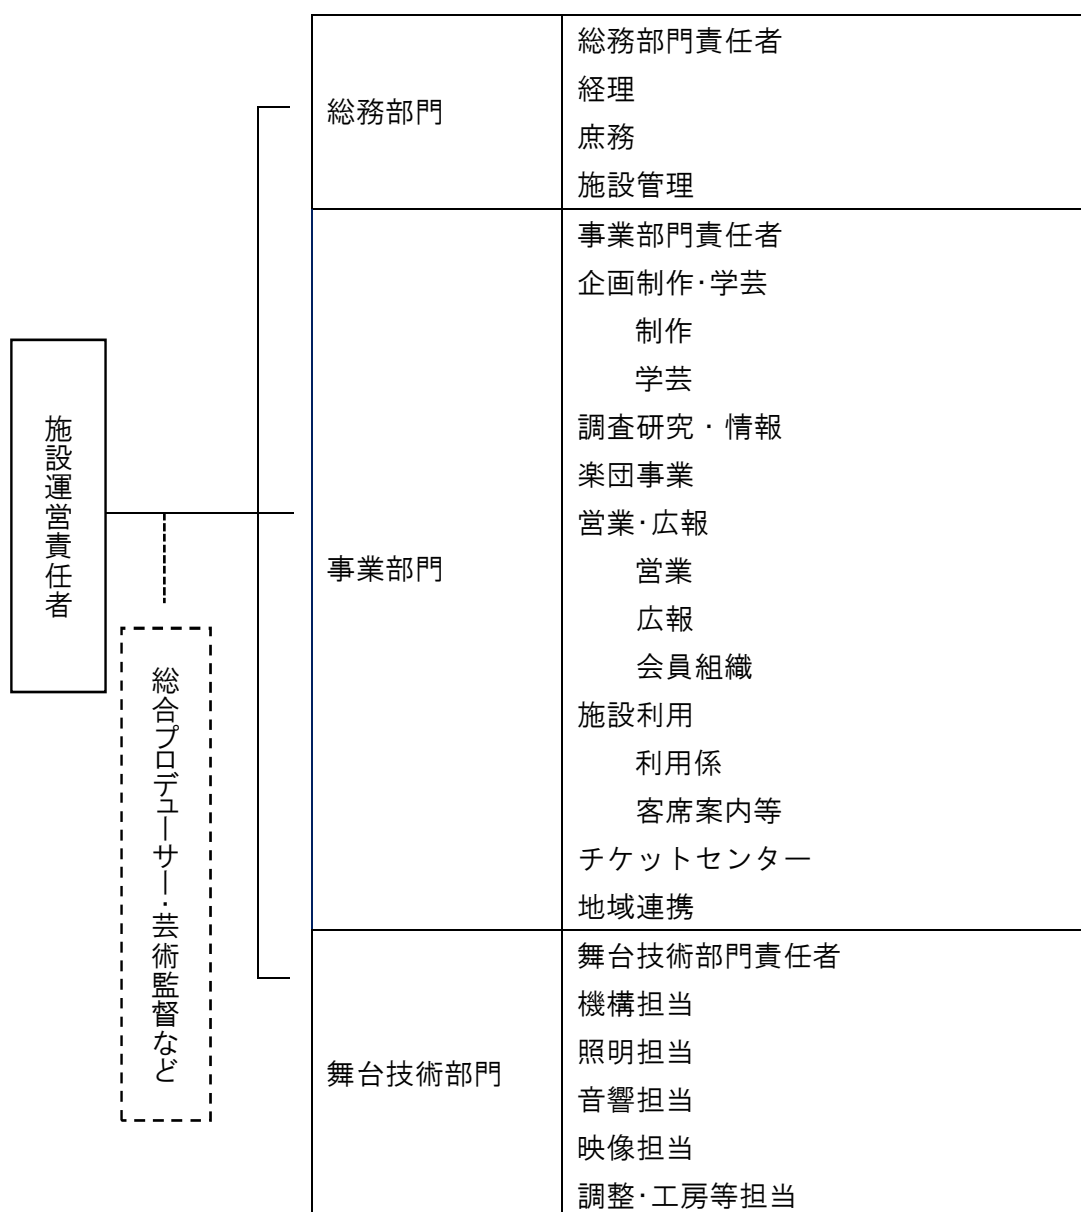 施設運営責任者
総合プロデューサー・芸術監督など
総務部門
総務部門責任者
経理
庶務
施設管理
事業部門
事業部門責任者
企画制作・学芸
制作
学芸
調査研究・情報
楽団事業
営業・広報
営業
広報
会員組織
施設利用
利用係
客席案内等
チケットセンター
地域連携
舞台技術部門
舞台技術部門責任者
機構担当
照明担当
音響担当
映像担当
調整・工房等担当